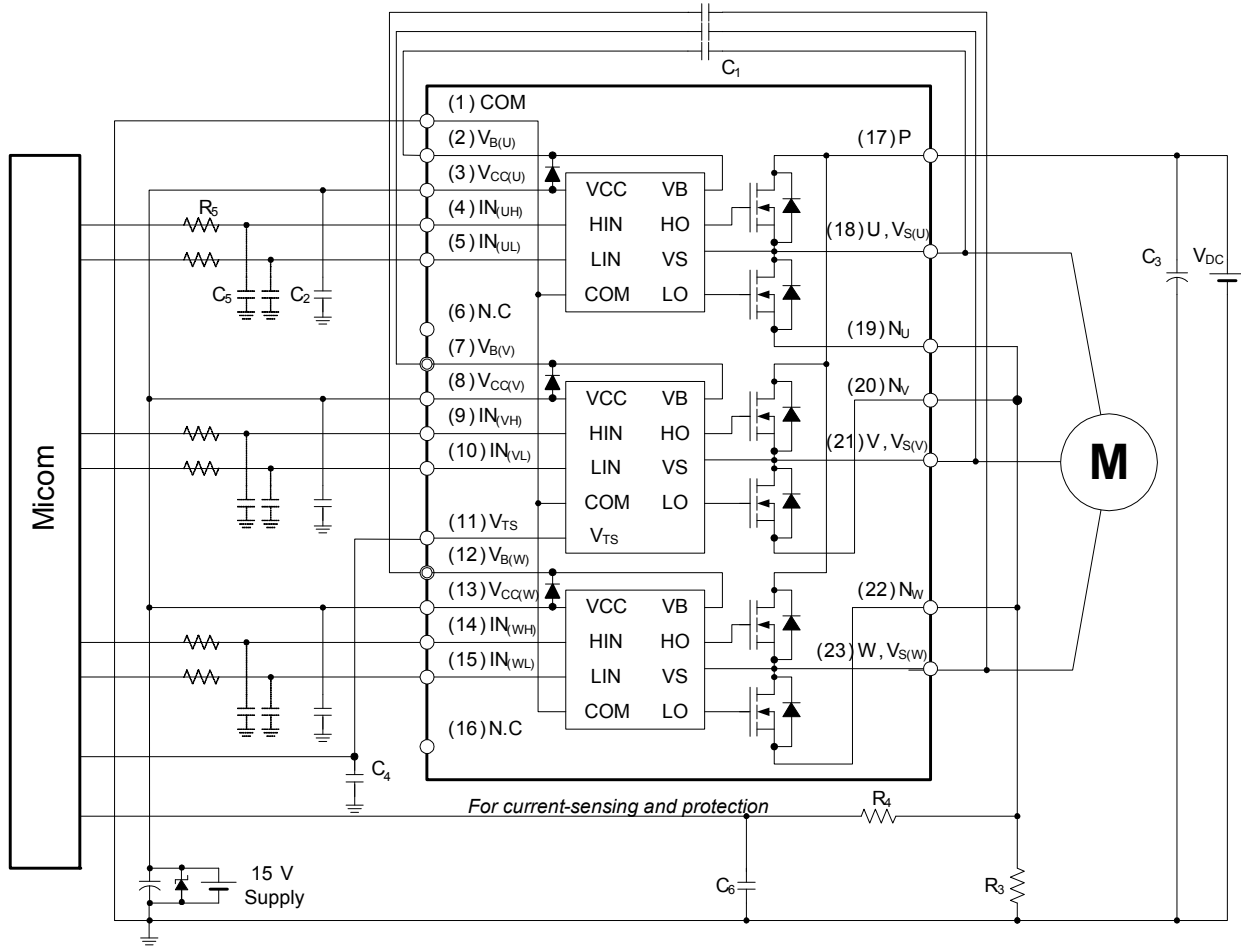 C1
(1) COM
(2) VB(U)
(3) VCC(U)
(4) IN(UH)
(5) IN(UL)
(6) N.C
(7) VB(V)
(8) VCC(V)
(9) IN(VH)
(10) IN(VL)
(11) VTS
(12) VB(W)
(13) VCC(W)
(14) IN(WH)
(15) IN(WL)
(16) N.C
VCC VB
HIN HO
LIN VS
COM LO
VCC VB
HIN HO
LIN VS
COM LO
VTS
VCC VB
HIN HO
LIN VS
COM LO
(17) P
(18) U, VS(U)
(19) NU
(20) NV
(21) V, VS(V)
(22) NW
(23) W, VS(W)
Micom
R5
C5
C2
C4
C3
VDC
M
For current-sensing and protection
R4
C6
R3
15 V
Supply